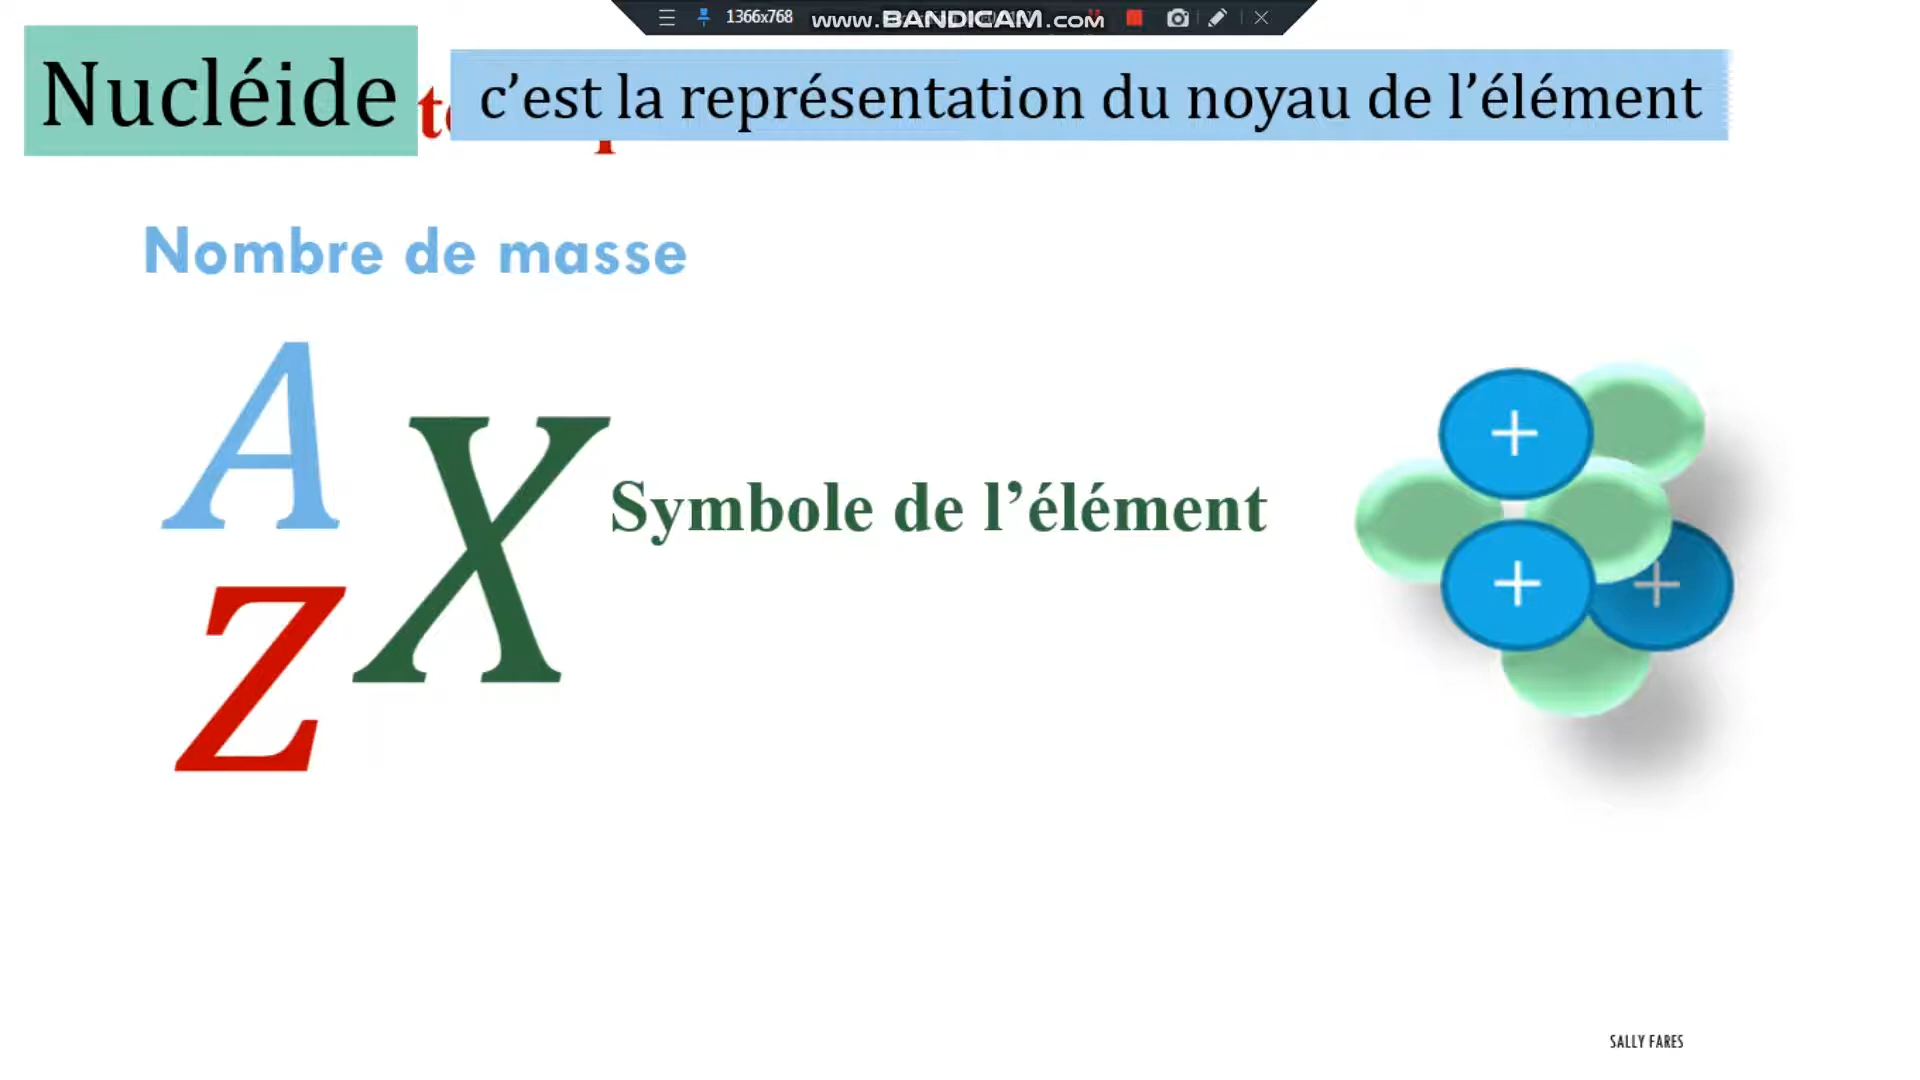 1366x768
www.BANDICAM.com
Nucléide
c’est la représentation du noyau de l’élément
Nombre de masse
A
X
Symbole de l’élément
Z
+
+
+
SALLY FARES